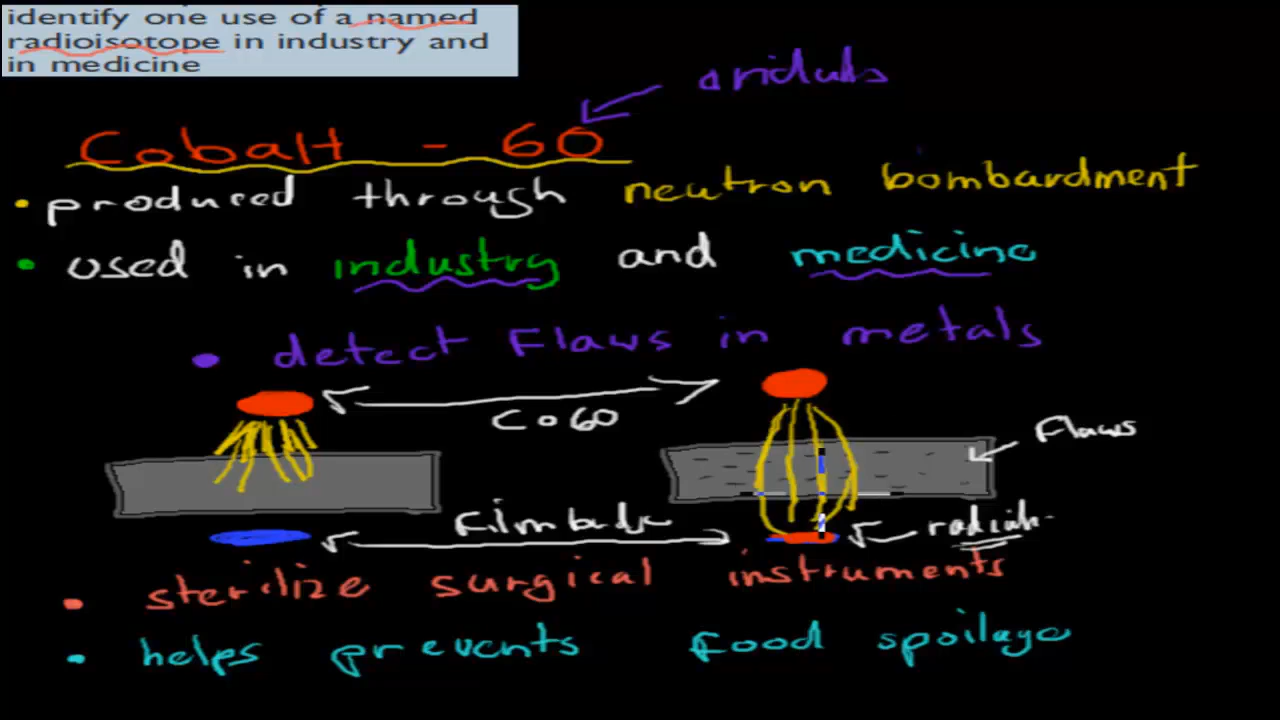 identify one use of a named
radioisotope in industry and
in medicine
Cobalt - 60
• produced through neutron bombardment
• used in industry and medicine
• detect Flaws in metals
Co60
Flaws
• sterilize surgical instruments
• helps prevents food spoilage